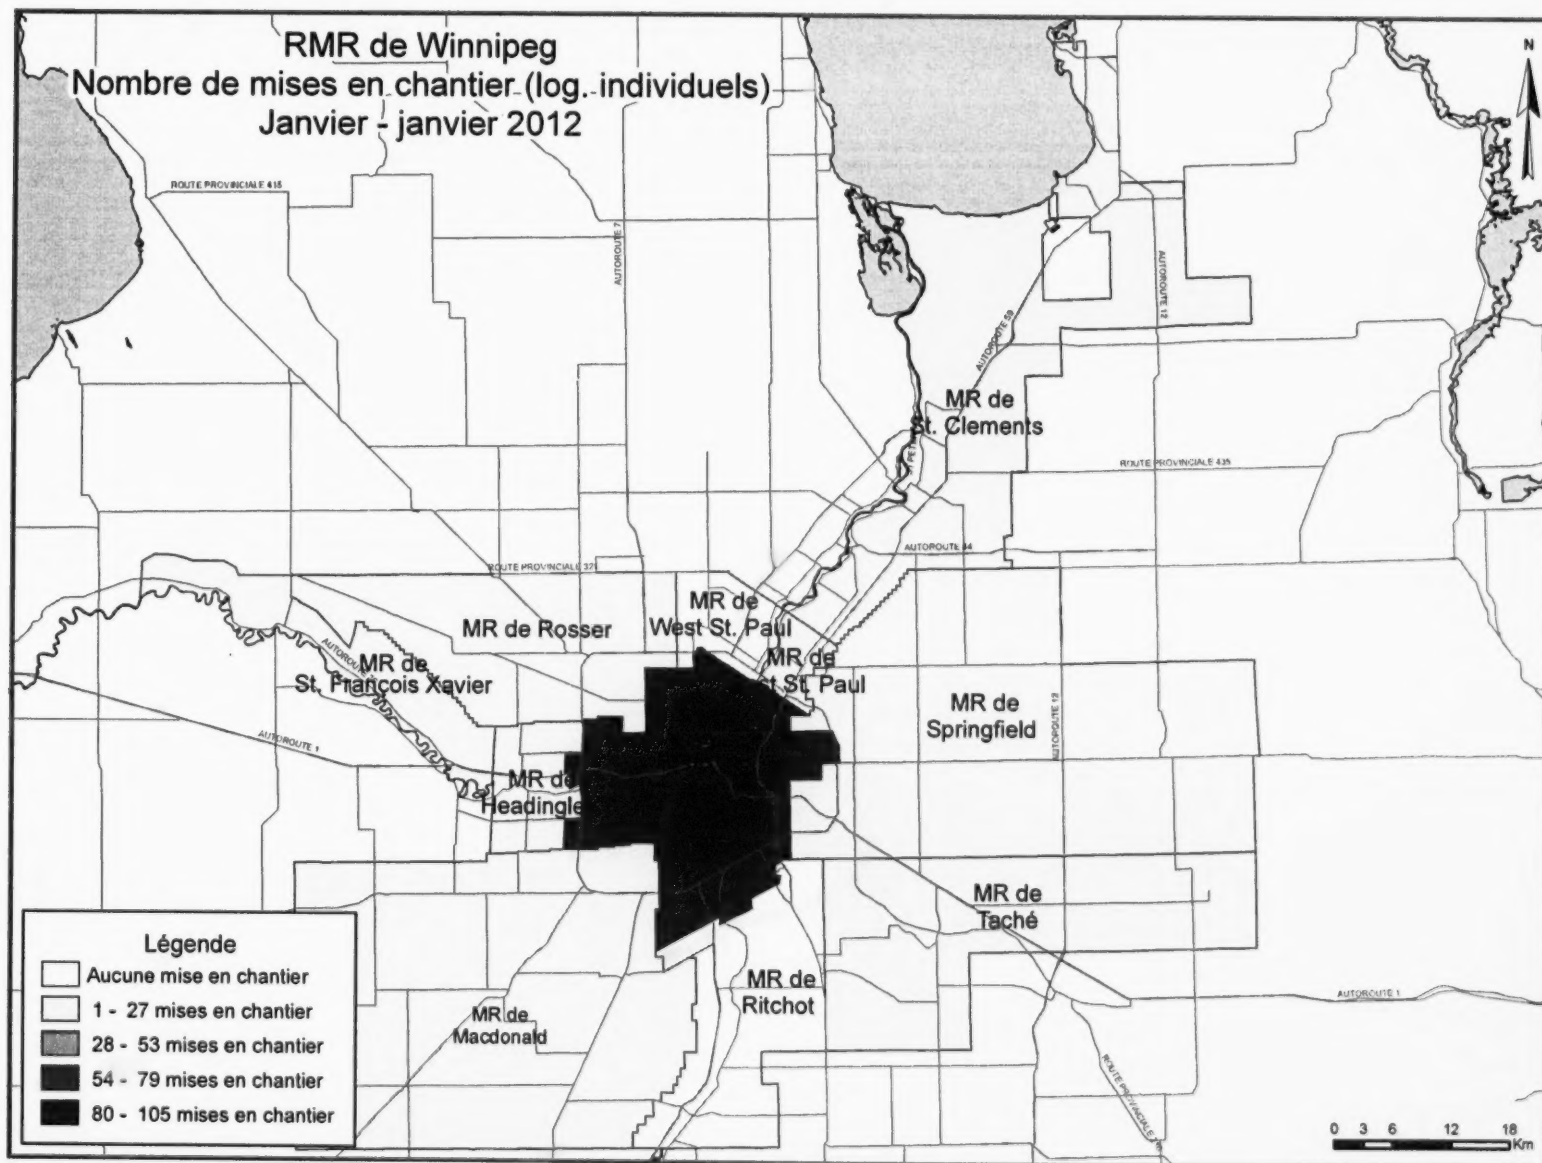 RMR de Winnipeg
Nombre de mises en chantier (log. individuels)
Janvier - janvier 2012
N
ROUTE PROVINCIALE 415
AUTOROUTE 7
AUTOROUTE 12
AUTOROUTE 59
MR de
St. Clements
ROUTE PROVINCIALE 435
AUTOROUTE 44
ROUTE PROVINCIALE 321
MR de
West St. Paul
MR de Rosser
MR de
St. François Xavier
MR de
st St. Paul
MR de
Springfield
AUTOROUTE 12
AUTOROUTE 1
MR de
Headingle
MR de
Taché
MR de
Ritchot
AUTOROUTE 1
MR de
Macdonald
Légende
Aucune mise en chantier
1 - 27 mises en chantier
28 - 53 mises en chantier
54 - 79 mises en chantier
80 - 105 mises en chantier
ROUTE PROVINCIALE
0 3 6 12 18
Km